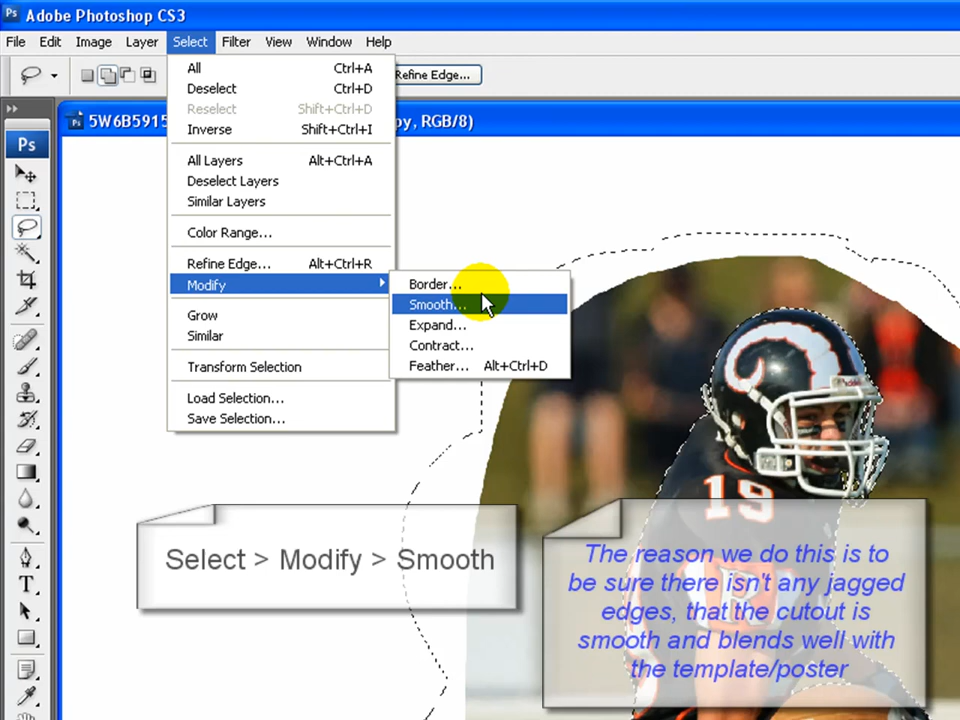 Ps Adobe Photoshop CS3
File Edit Image Layer Select Filter View Window Help
Refine Edge...
5W6B5915 py, RGB/8)
All Ctrl+A
Deselect Ctrl+D
Reselect Shift+Ctrl+D
Inverse Shift+Ctrl+I
All Layers Alt+Ctrl+A
Deselect Layers
Similar Layers
Color Range...
Refine Edge... Alt+Ctrl+R
Modify
Grow
Similar
Transform Selection
Load Selection...
Save Selection...
Border...
Smooth...
Expand...
Contract...
Feather... Alt+Ctrl+D
Ps
T
Riddell
19
R
Select > Modify > Smooth
The reason we do this is to
be sure there isn't any jagged
edges, that the cutout is
smooth and blends well with
the template/poster